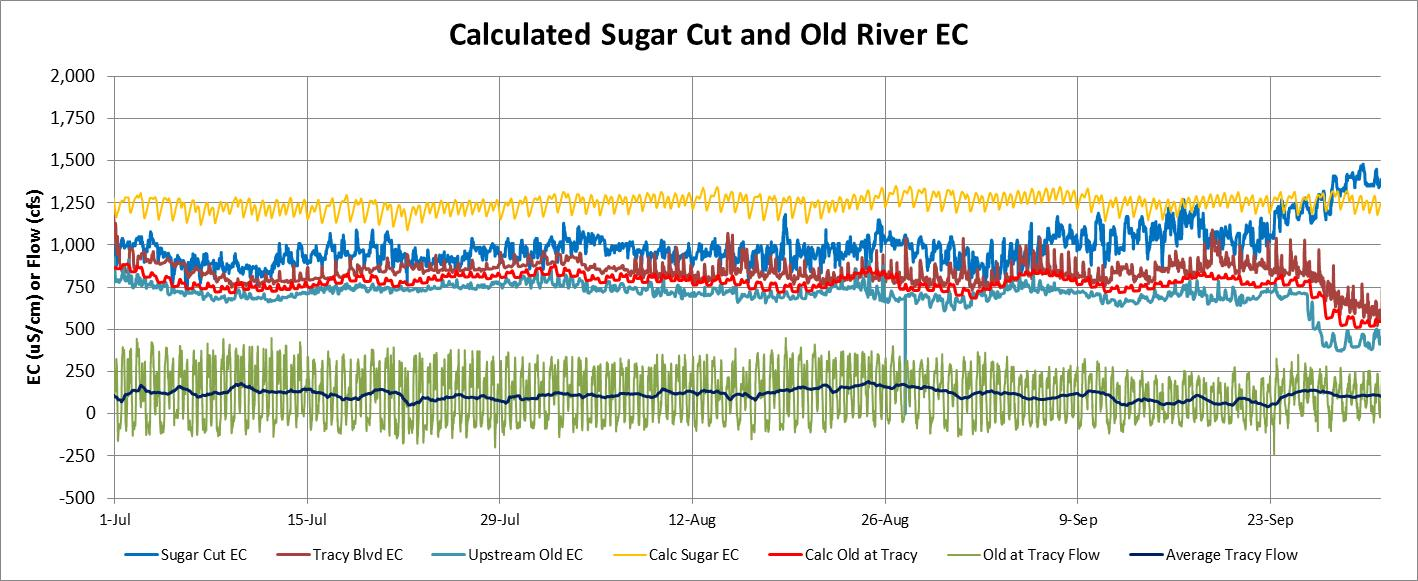 Calculated Sugar Cut and Old River EC
EC (uS/cm) or Flow (cfs)
2,000
1,750
1,500
1,250
1,000
750
500
250
0
-250
-500
1-Jul 15-Jul 29-Jul 12-Aug 26-Aug 9-Sep 23-Sep
Sugar Cut EC Tracy Blvd EC Upstream Old EC Calc Sugar EC Calc Old at Tracy Old at Tracy Flow Average Tracy Flow